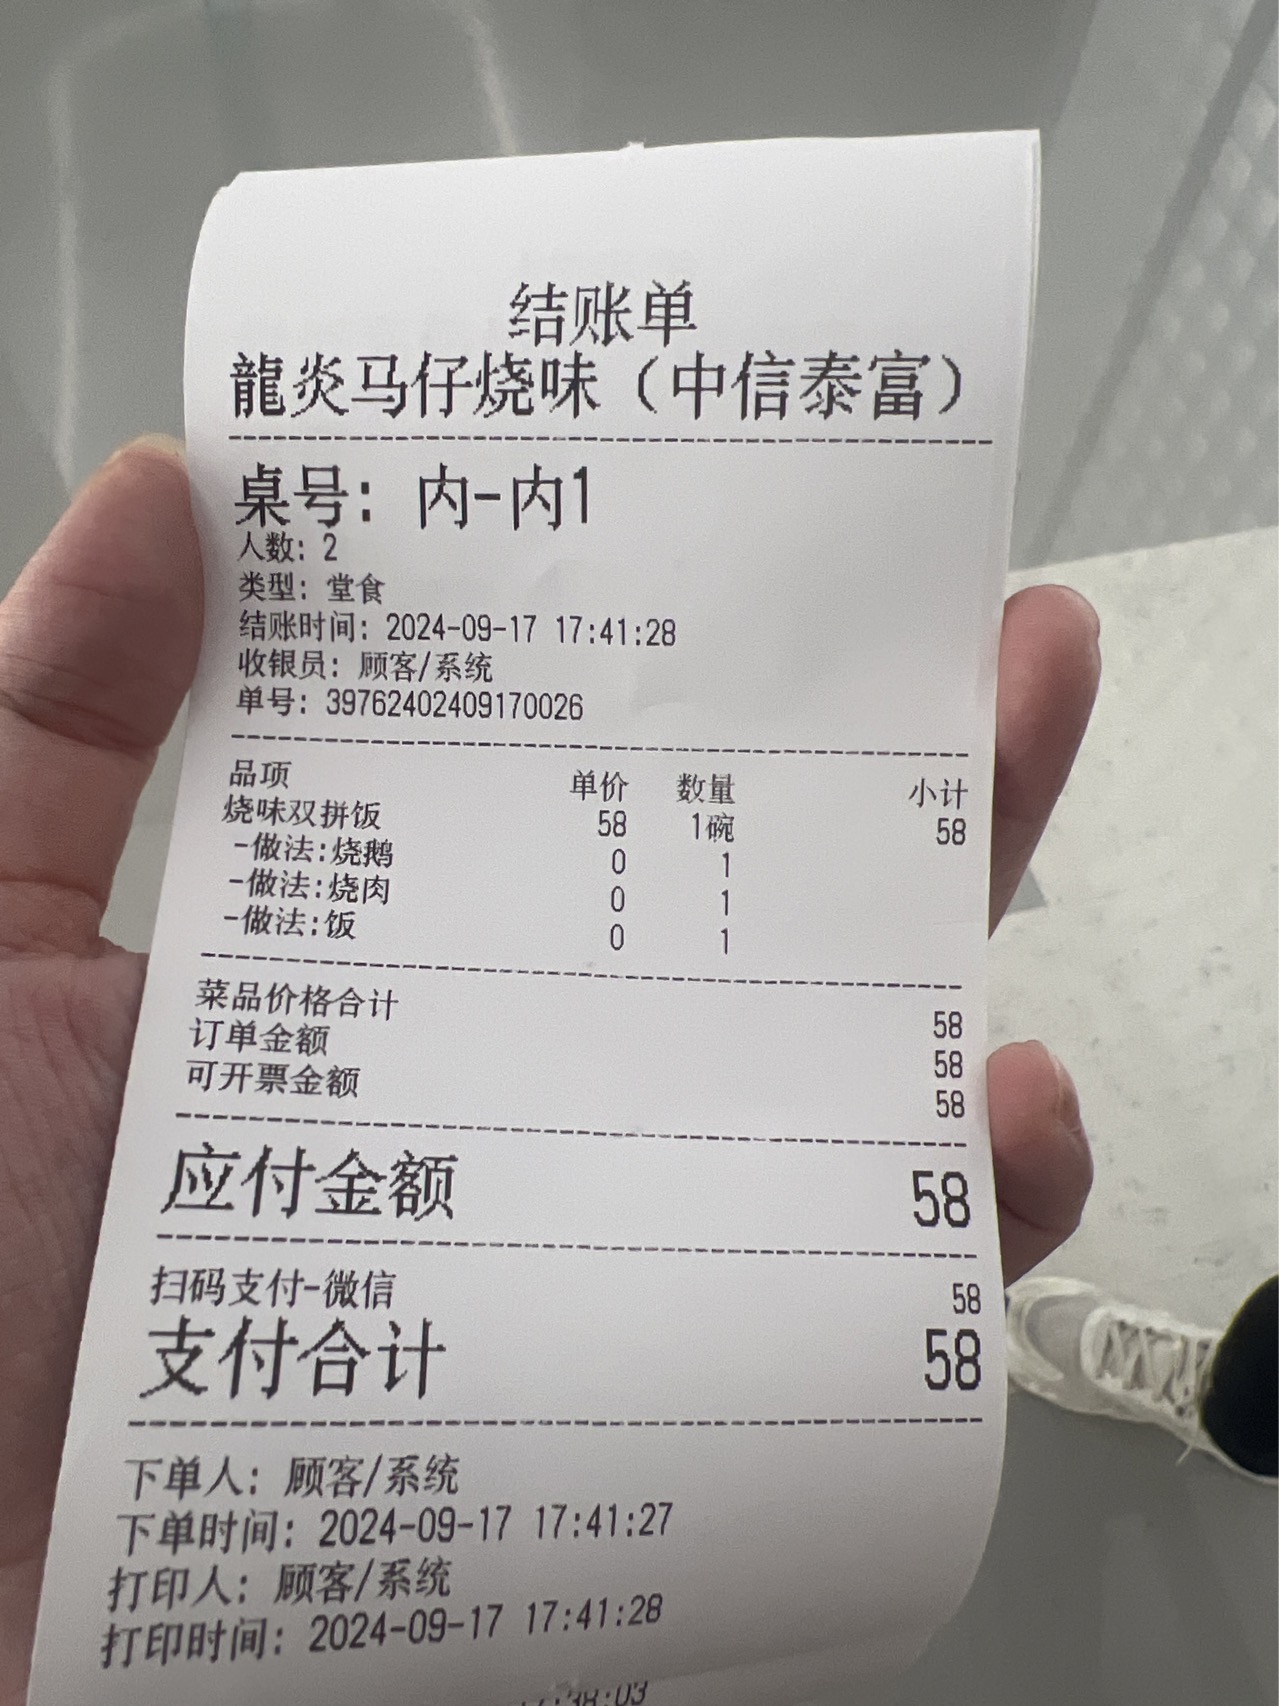 结账单
龍炎马仔烧味（中信泰富）
桌号：内-内1
人数：2
类型：堂食
结账时间：2024-09-17 17:41:28
收银员：顾客/系统
单号：39762402409170026
品项 单价 数量 小计
烧味双拼饭 58 1碗 58
-做法:烧鹅 0 1
-做法:烧肉 0 1
-做法:饭 0 1
菜品价格合计 58
订单金额 58
可开票金额 58
应付金额 58
扫码支付-微信 58
支付合计 58
下单人：顾客/系统
下单时间：2024-09-17 17:41:27
打印人：顾客/系统
打印时间：2024-09-17 17:41:28